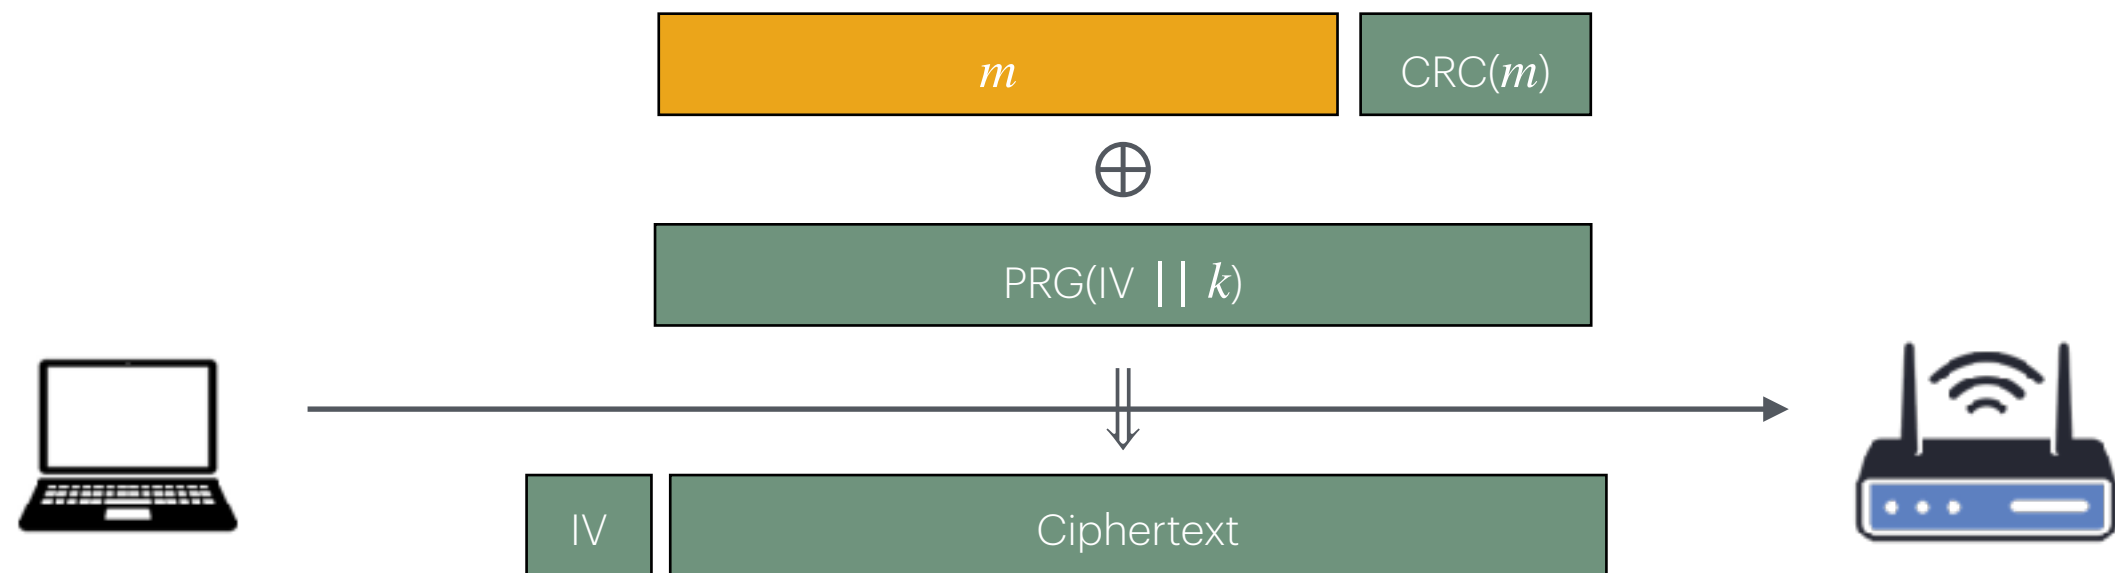 m
CRC(m)
⊕
PRG(IV || k)
⇓
IV
Ciphertext